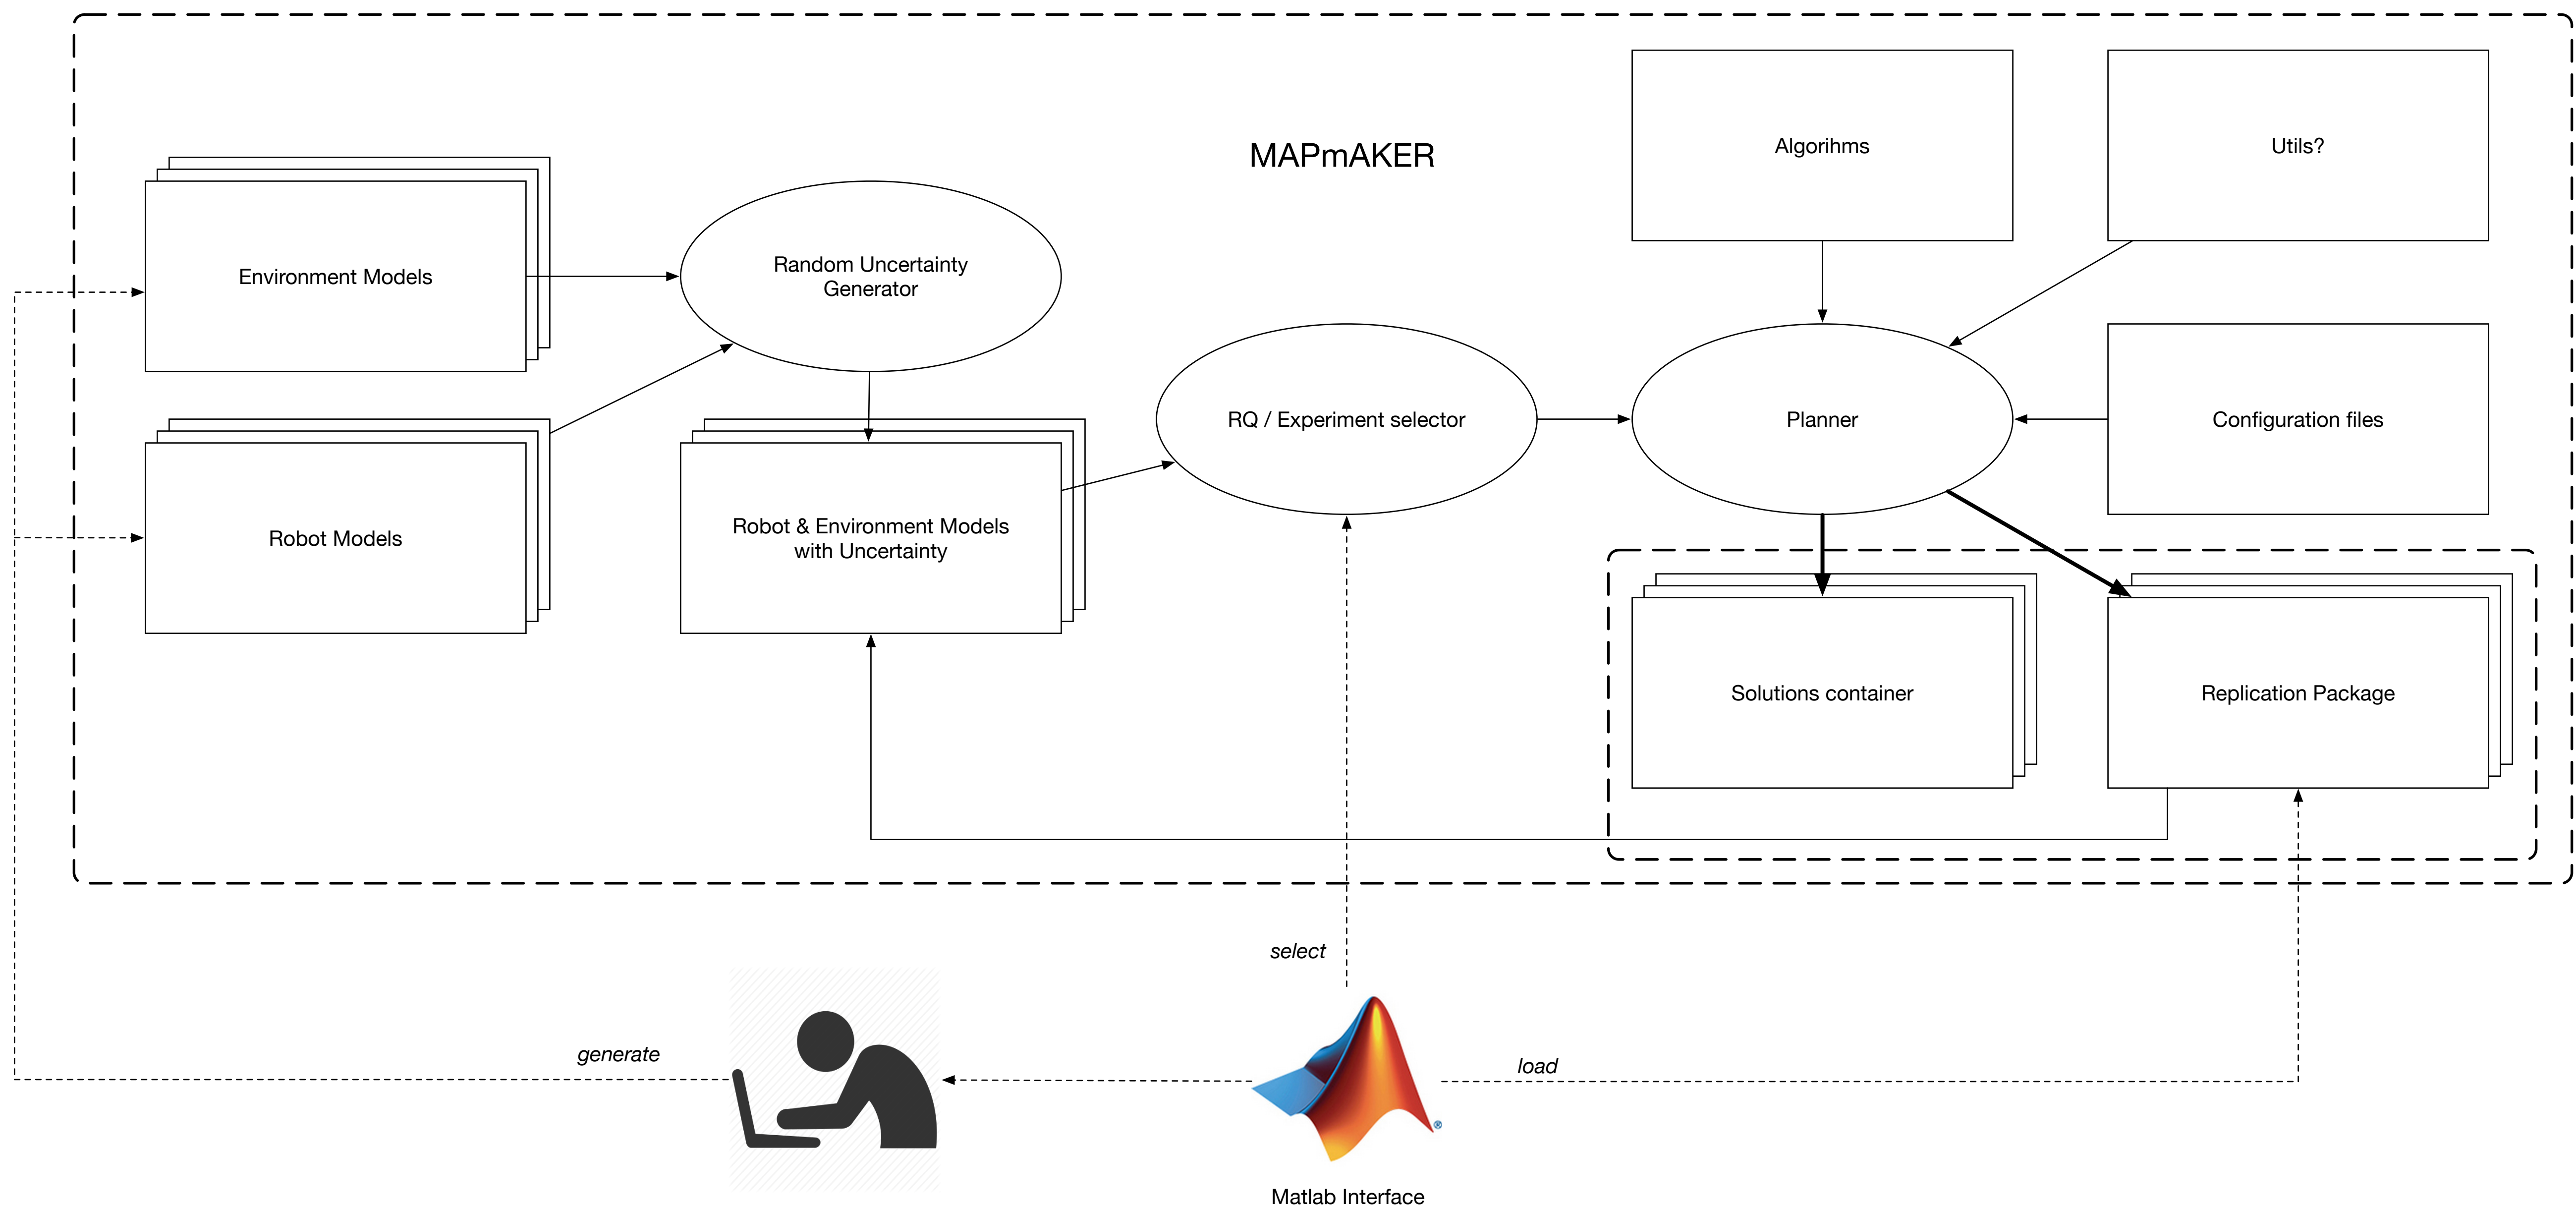 MAPmAKER
Algorihms
Utils?
Environment Models
Random Uncertainty
Generator
RQ / Experiment selector
Planner
Configuration files
Robot Models
Robot & Environment Models
with Uncertainty
Solutions container
Replication Package
select
generate
load
®
Matlab Interface